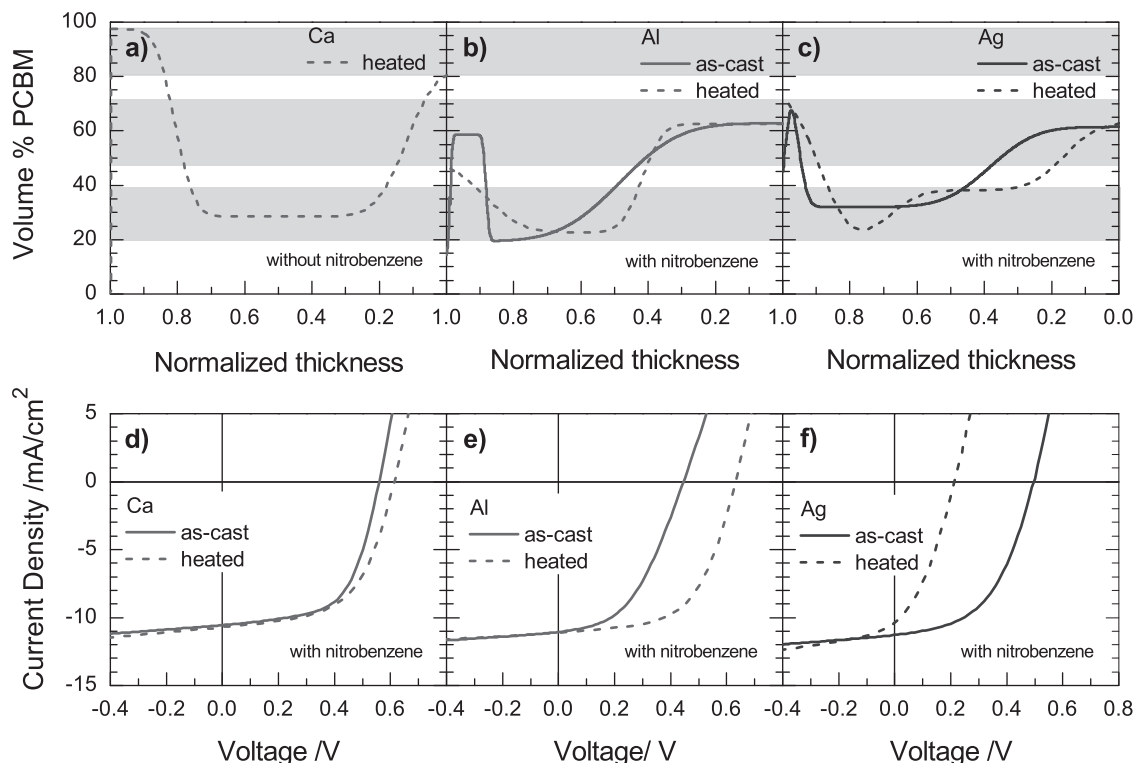 a) Ca
heated
b) Al
as-cast
heated
c) Ag
as-cast
heated
without nitrobenzene
with nitrobenzene
with nitrobenzene
Volume % PCBM
100
80
60
40
20
0
1.0 0.8 0.6 0.4 0.2 1.0 0.8 0.6 0.4 0.2 1.0 0.8 0.6 0.4 0.2 0.0
Normalized thickness Normalized thickness Normalized thickness
d)
Ca
as-cast
heated
with nitrobenzene
e)
Al
as-cast
heated
with nitrobenzene
f)
Ag
as-cast
heated
with nitrobenzene
Current Density /mA/cm²
5
0
-5
-10
-15
-0.4 -0.2 0.0 0.2 0.4 0.6 -0.4 -0.2 0.0 0.2 0.4 0.6 -0.4 -0.2 0.0 0.2 0.4 0.6 0.8
Voltage /V Voltage/ V Voltage /V